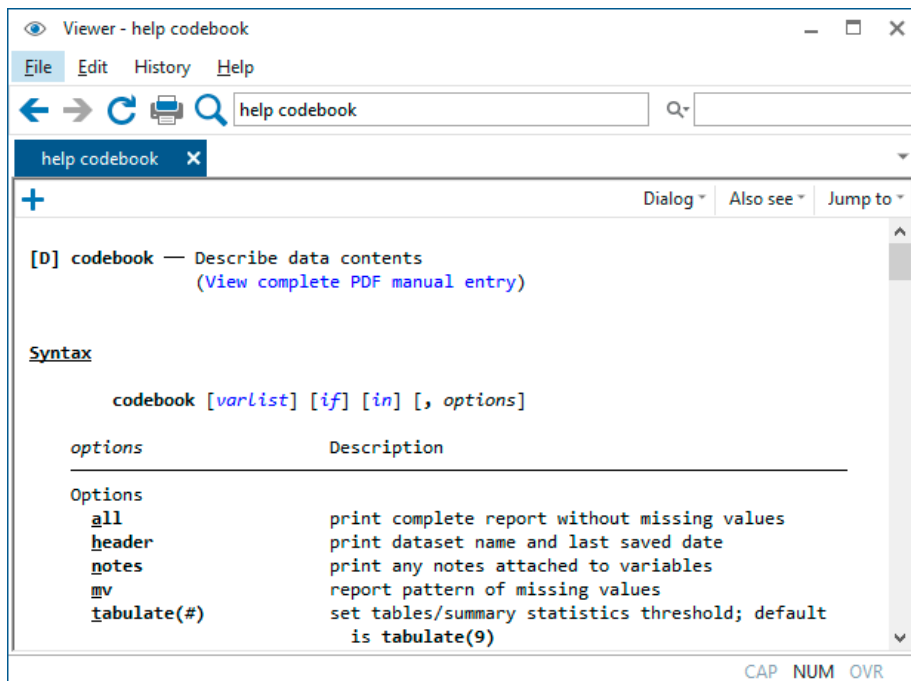 Viewer - help codebook
File Edit History Help
help codebook
help codebook
Dialog Also see Jump to
[D] codebook — Describe data contents
(View complete PDF manual entry)
Syntax
codebook [varlist] [if] [in] [, options]
options Description
Options
all print complete report without missing values
header print dataset name and last saved date
notes print any notes attached to variables
mv report pattern of missing values
tabulate(#) set tables/summary statistics threshold; default
is tabulate(9)
CAP NUM OVR